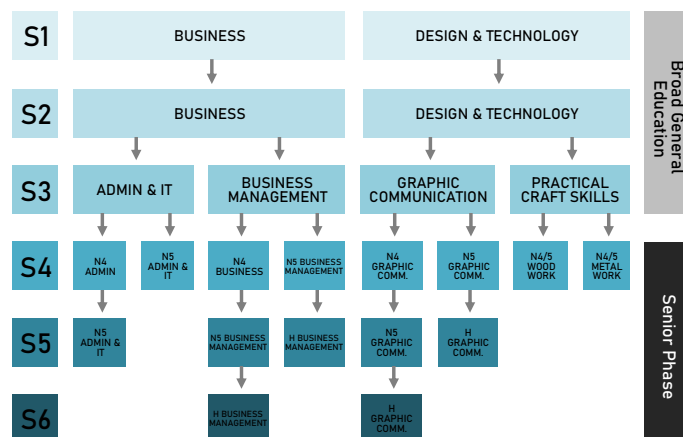 S1
BUSINESS
DESIGN & TECHNOLOGY
S2
BUSINESS
DESIGN & TECHNOLOGY
Broad General
Education
S3
ADMIN & IT
BUSINESS
MANAGEMENT
GRAPHIC
COMMUNICATION
PRACTICAL
CRAFT SKILLS
S4
N4
ADMIN
N5
ADMIN &
IT
N4
BUSINESS
N5 BUSINESS
MANAGEMENT
N4
GRAPHIC
COMM.
N5
GRAPHIC
COMM.
N4/5
WOOD
WORK
N4/5
METAL
WORK
S5
N5
ADMIN &
IT
N5 BUSINESS
MANAGEMENT
H BUSINESS
MANAGEMENT
N5
GRAPHIC
COMM.
H
GRAPHIC
COMM.
Senior Phase
S6
H BUSINESS
MANAGEMENT
H
GRAPHIC
COMM.